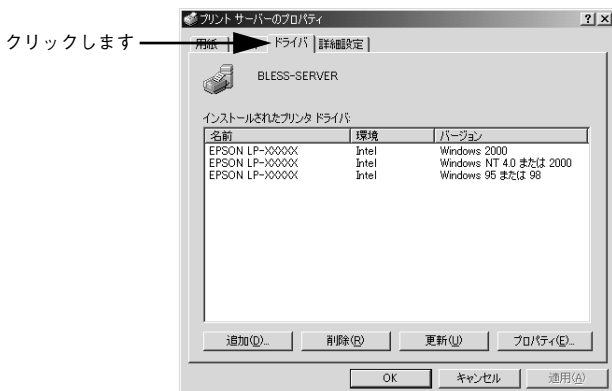 プリント サーバーのプロパティ
クリックします
用紙 ドライバ 詳細設定
BLESS-SERVER
インストールされたプリンタ ドライバ:
名前 環境 バージョン
EPSON LP-XXXXX Intel Windows 2000
EPSON LP-XXXXX Intel Windows NT 4.0 または 2000
EPSON LP-XXXXX Intel Windows 95 または 98
追加(D)... 削除(R) 更新(U) プロパティ(E)...
OK キャンセル 適用(A)